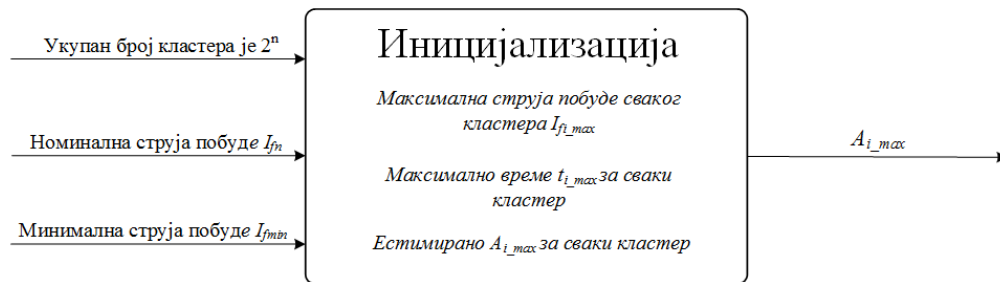 Укупан број кластера је 2ⁿ
Номинална струја побуде I_fn
Минимална струја побуде I_fmin
Иницијализација
Максимална струја побуде сваког
кластера I_fi_max
Максимално време t_i_max за сваки
кластер
Естимирано A_i_max за сваки кластер
A_i_max